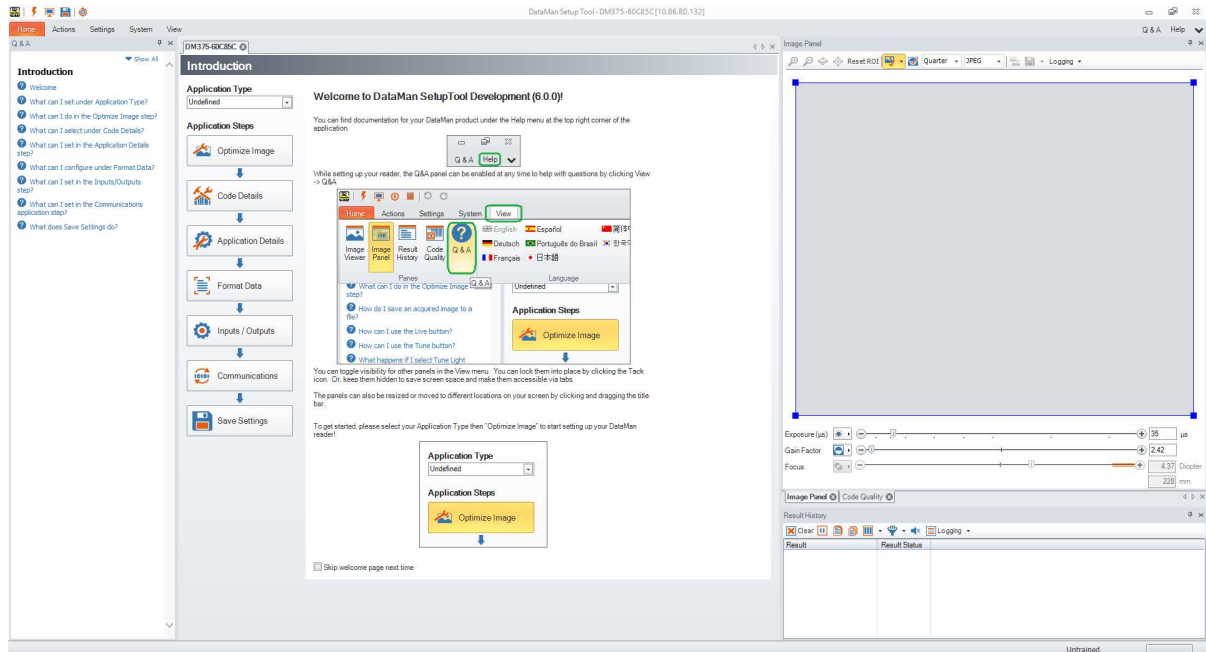 DataMan Setup Tool - DM375-60C85C [10.86.80.132]
Home Actions Settings System View
Q & A Help
Q & A
Show All
Introduction
Welcome
What can I set under Application Type?
What can I do in the Optimize Image step?
What can I select under Code Details?
What can I set in the Application Details
step?
What can I configure under Format Data?
What can I set in the Inputs/Outputs
step?
What can I set in the Communications
application step?
What does Save Settings do?
DM375-60C85C
Introduction
Application Type
Undefined
Application Steps
Optimize Image
Code Details
Application Details
Format Data
Inputs / Outputs
Communications
Save Settings
Welcome to DataMan SetupTool Development (6.0.0)!
You can find documentation for your DataMan product under the Help menu at the top right corner of the
application.
Q & A Help
While setting up your reader, the Q&A panel can be enabled at any time to help with questions by clicking View
-> Q&A
Home Actions Settings System View
Image Viewer
Image Panel
Result History
Code Quality
Q & A
English Español
Deutsch Português do Brasil
Français 日本語
Panes
Language
Q & A
What can I do in the Optimize Image
step?
How do I save an acquired image to a
file?
How can I use the Live button?
How can I use the Tune button?
What happens if I select Tune Light
Undefined
Application Steps
Optimize Image
You can toggle visibility for other panels in the View menu. You can lock them into place by clicking the Tack
icon. Or, keep them hidden to save screen space and make them accessible via tabs.
The panels can also be resized or moved to different locations on your screen by clicking and dragging the title
bar.
To get started, please select your Application Type then "Optimize Image" to start setting up your DataMan
reader!
Application Type
Undefined
Application Steps
Optimize Image
Skip welcome page next time
Image Panel
Reset ROI Quarter JPEG Logging
Exposure (µs) 35 µs
Gain Factor 2.42
Focus 4.37 Diopter
228 mm
Image Panel Code Quality
Result History
Clear Logging
Result Result Status
Untrained